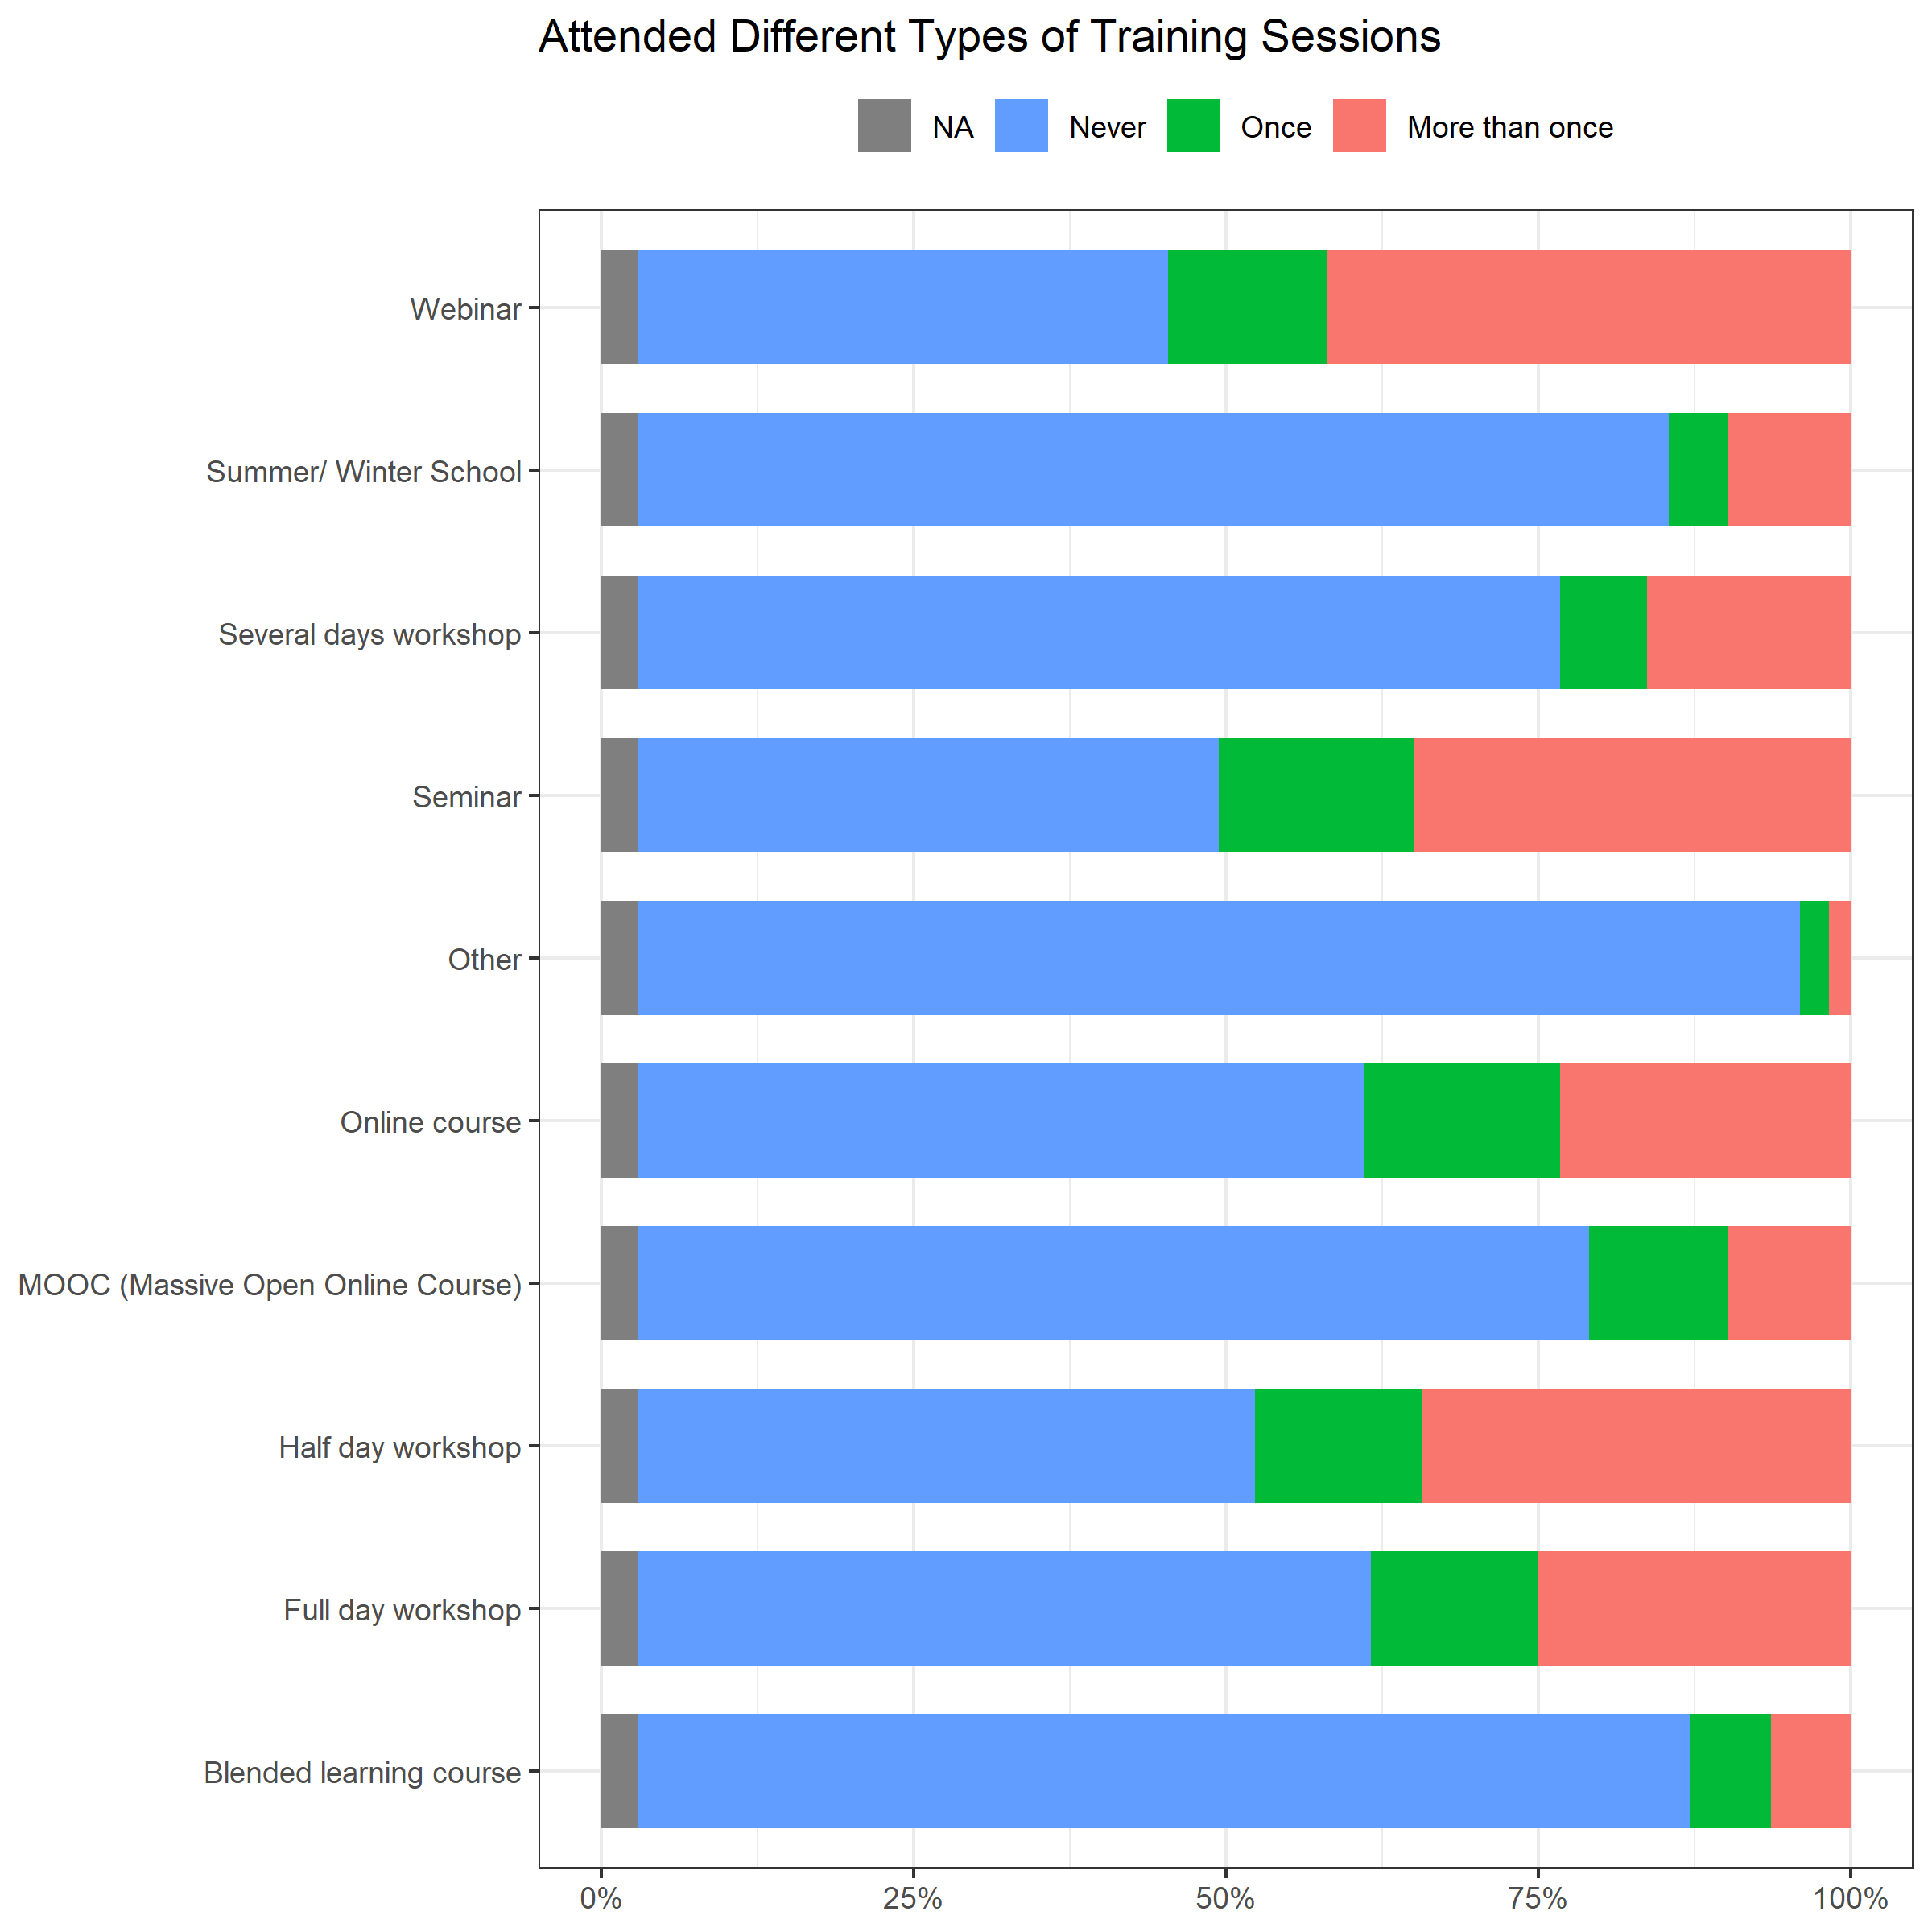 Attended Different Types of Training Sessions
NA Never Once More than once
Webinar
Summer/ Winter School
Several days workshop
Seminar
Other
Online course
MOOC (Massive Open Online Course)
Half day workshop
Full day workshop
Blended learning course
0% 25% 50% 75% 100%